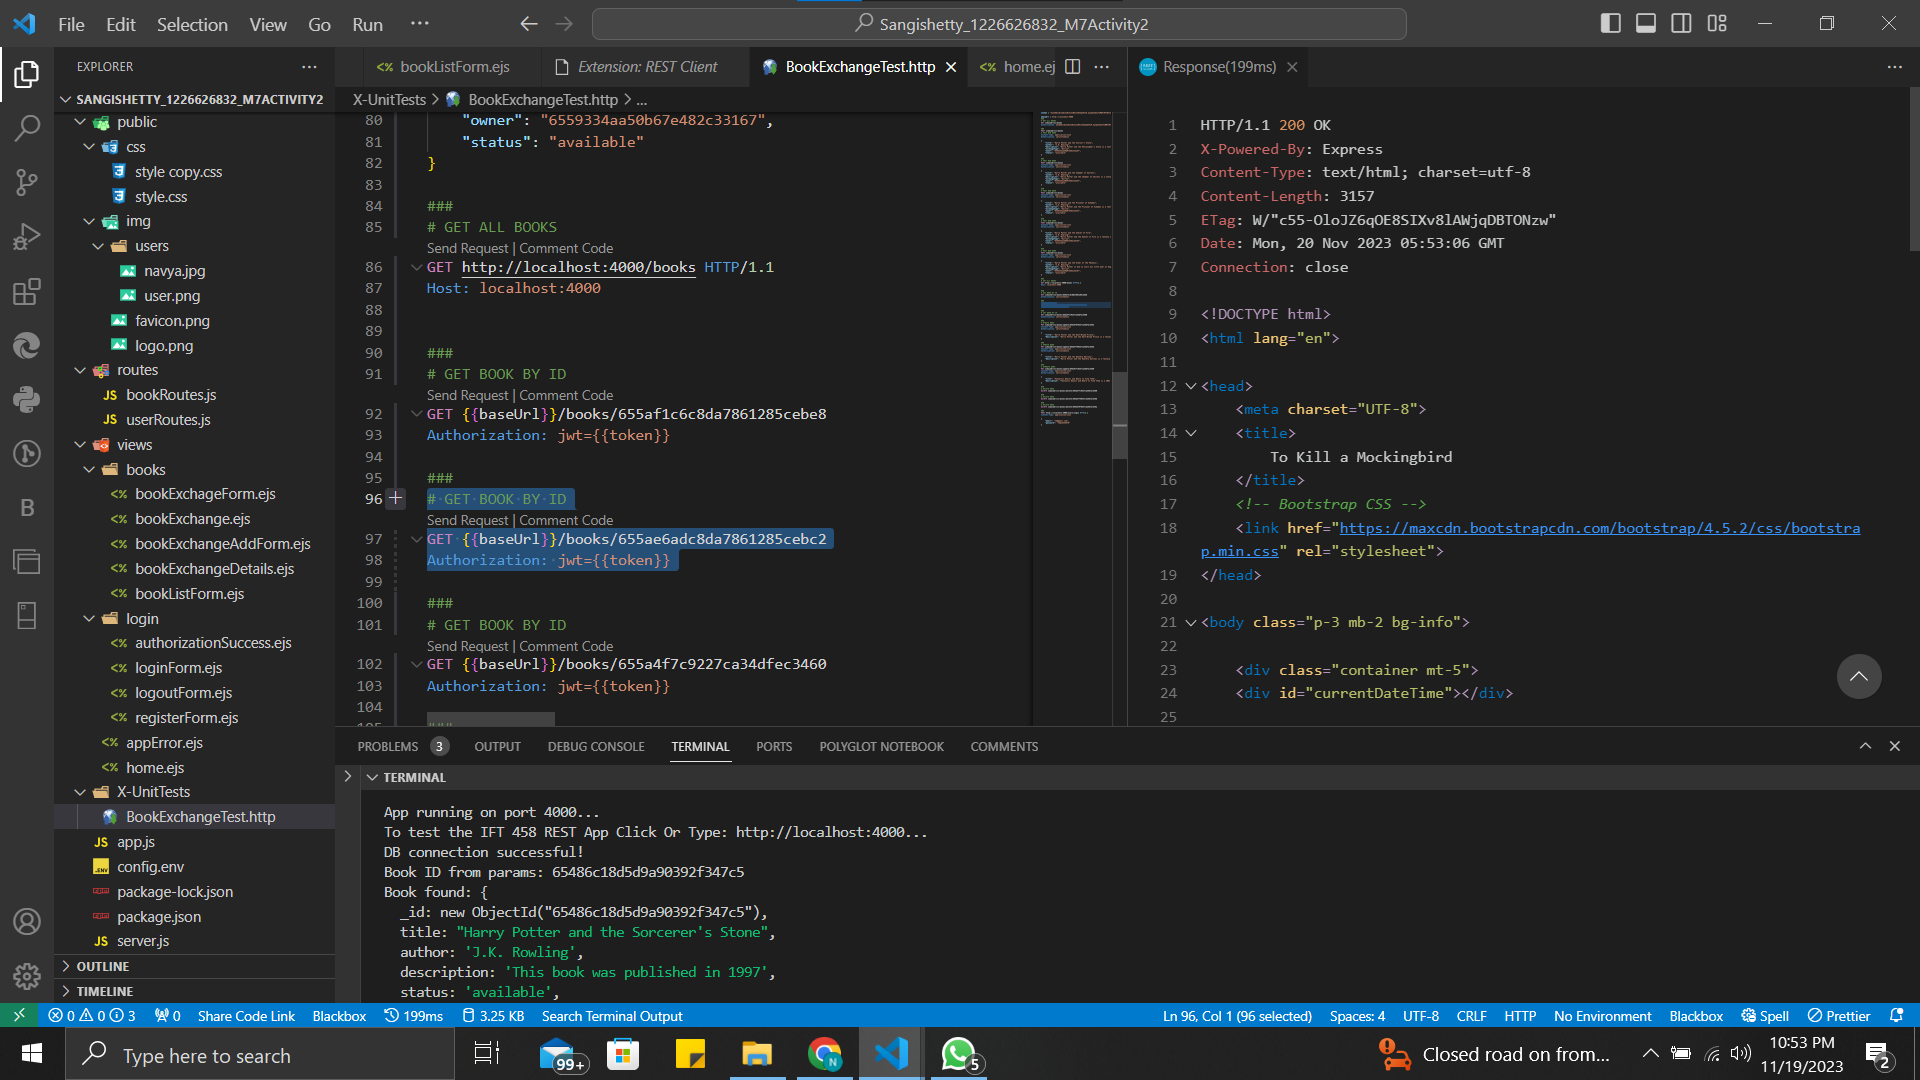 File Edit Selection View Go Run ···
Sangishetty_1226626832_M7Activity2
EXPLORER
SANGISHETTY_1226626832_M7ACTIVITY2
public
css
style copy.css
style.css
img
users
navya.jpg
user.png
favicon.png
logo.png
routes
JS bookRoutes.js
JS userRoutes.js
views
books
<% bookExchageForm.ejs
<% bookExchange.ejs
<% bookExchangeAddForm.ejs
<% bookExchangeDetails.ejs
<% bookListForm.ejs
login
<% authorizationSuccess.ejs
<% loginForm.ejs
<% logoutForm.ejs
<% registerForm.ejs
<% appError.ejs
<% home.ejs
X-UnitTests
BookExchangeTest.http
JS app.js
config.env
package-lock.json
package.json
JS server.js
OUTLINE
TIMELINE
<% bookListForm.ejs Extension: REST Client BookExchangeTest.http <% home.ej
X-UnitTests > BookExchangeTest.http > ...
80 "owner": "6559334aa50b67e482c33167",
81 "status": "available"
82 }
83
84 ###
85 # GET ALL BOOKS
Send Request | Comment Code
86 GET http://localhost:4000/books HTTP/1.1
87 Host: localhost:4000
88
89
90 ###
91 # GET BOOK BY ID
Send Request | Comment Code
92 GET {{baseUrl}}/books/655af1c6c8da7861285cebe8
93 Authorization: jwt={{token}}
94
95 ###
96 # GET BOOK BY ID
Send Request | Comment Code
97 GET {{baseUrl}}/books/655ae6adc8da7861285cebc2
98 Authorization: jwt={{token}}
99
100 ###
101 # GET BOOK BY ID
Send Request | Comment Code
102 GET {{baseUrl}}/books/655a4f7c9227ca34dfec3460
103 Authorization: jwt={{token}}
104
Response(199ms)
1 HTTP/1.1 200 OK
2 X-Powered-By: Express
3 Content-Type: text/html; charset=utf-8
4 Content-Length: 3157
5 ETag: W/"c55-OloJZ6qOE8SIXv8lAWjqDBTONzw"
6 Date: Mon, 20 Nov 2023 05:53:06 GMT
7 Connection: close
8
9 <!DOCTYPE html>
10 <html lang="en">
11
12 <head>
13 <meta charset="UTF-8">
14 <title>
15 To Kill a Mockingbird
16 </title>
17 <!-- Bootstrap CSS -->
18 <link href="https://maxcdn.bootstrapcdn.com/bootstrap/4.5.2/css/bootstra
p.min.css" rel="stylesheet">
19 </head>
20
21 <body class="p-3 mb-2 bg-info">
22
23 <div class="container mt-5">
24 <div id="currentDateTime"></div>
25
PROBLEMS 3 OUTPUT DEBUG CONSOLE TERMINAL PORTS POLYGLOT NOTEBOOK COMMENTS
TERMINAL
App running on port 4000...
To test the IFT 458 REST App Click Or Type: http://localhost:4000...
DB connection successful!
Book ID from params: 65486c18d5d9a90392f347c5
Book found: {
_id: new ObjectId("65486c18d5d9a90392f347c5"),
title: "Harry Potter and the Sorcerer's Stone",
author: 'J.K. Rowling',
description: 'This book was published in 1997',
status: 'available',
0 0 3 0 Share Code Link Blackbox 199ms 3.25 KB Search Terminal Output Ln 96, Col 1 (96 selected) Spaces: 4 UTF-8 CRLF HTTP No Environment Blackbox Spell Prettier
Type here to search 99+ N 5 Closed road on from... 10:53 PM
11/19/2023 2